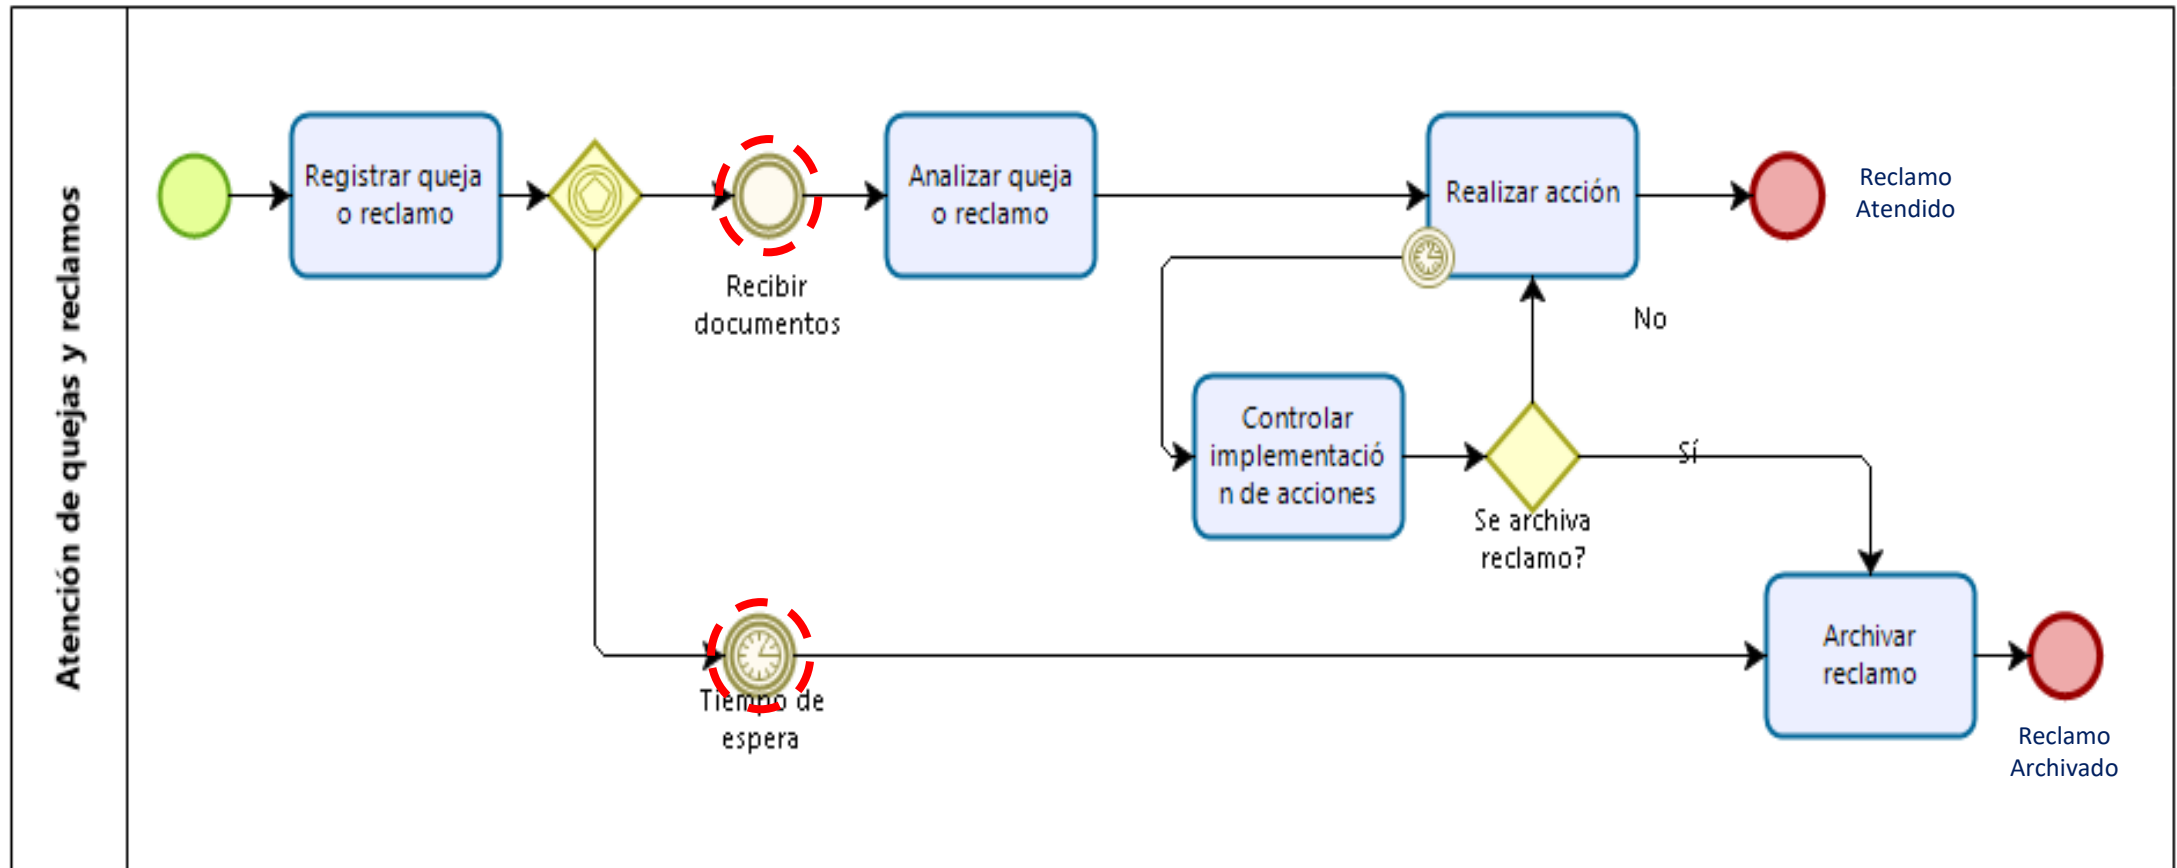 Atención de quejas y reclamos
Registrar queja
o reclamo
Recibir
documentos
Analizar queja
o reclamo
Realizar acción
Reclamo
Atendido
No
Controlar
implementació
n de acciones
Se archiva
reclamo?
Sí
Tiempo de
espera
Archivar
reclamo
Reclamo
Archivado